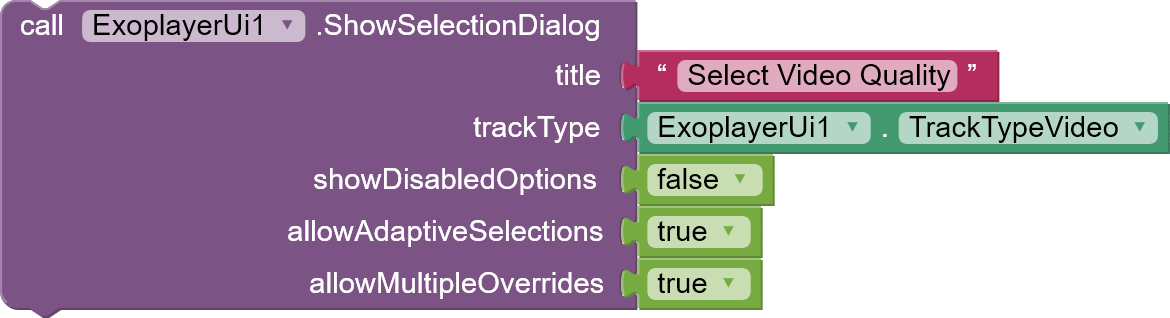 call ExoplayerUi1 .ShowSelectionDialog
title “ Select Video Quality ”
trackType ExoplayerUi1 . TrackTypeVideo
showDisabledOptions false
allowAdaptiveSelections true
allowMultipleOverrides true